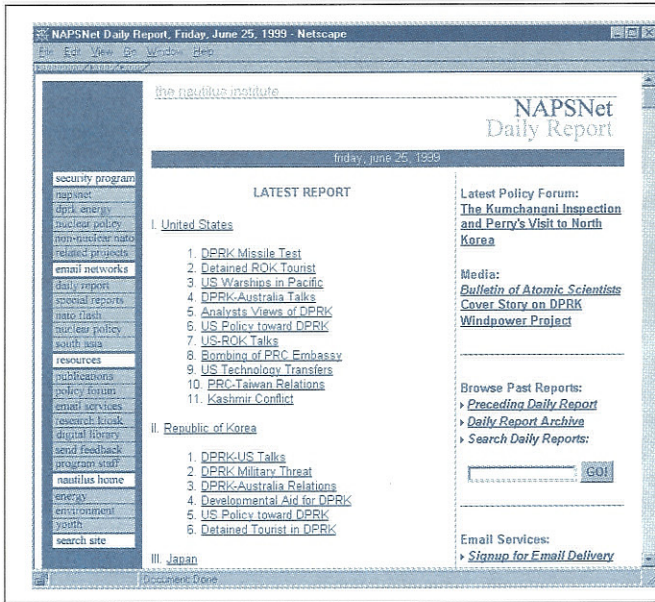 NAPSNet Daily Report, Friday, June 25, 1999 - Netscape
File Edit View Go Window Help
the nautilus institute
NAPSNet
Daily Report
friday, june 25, 1999
security program
napsnet
dprk energy
nuclear policy
non-nuclear nato
related projects
email networks
daily report
special reports
nato flash
nuclear policy
south asia
resources
publications
policy forum
email services
research kiosk
digital library
send feedback
program staff
nautilus home
energy
environment
youth
search site
LATEST REPORT
I. United States
1. DPRK Missile Test
2. Detained ROK Tourist
3. US Warships in Pacific
4. DPRK-Australia Talks
5. Analysts Views of DPRK
6. US Policy toward DPRK
7. US-ROK Talks
8. Bombing of PRC Embassy
9. US Technology Transfers
10. PRC-Taiwan Relations
11. Kashmir Conflict
II. Republic of Korea
1. DPRK-US Talks
2. DPRK Military Threat
3. DPRK-Australia Relations
4. Developmental Aid for DPRK
5. US Policy toward DPRK
6. Detained Tourist in DPRK
III. Japan
Latest Policy Forum:
The Kumchangni Inspection
and Perry's Visit to North
Korea
Media:
Bulletin of Atomic Scientists
Cover Story on DPRK
Windpower Project
Browse Past Reports:
Preceding Daily Report
Daily Report Archive
Search Daily Reports:
GO!
Email Services:
Signup for Email Delivery
Document: Done